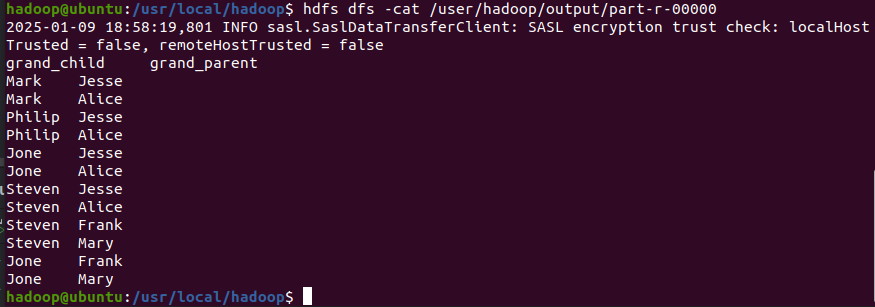 hadoop@ubuntu:/usr/local/hadoop$ hdfs dfs -cat /user/hadoop/output/part-r-00000
2025-01-09 18:58:19,801 INFO sasl.SaslDataTransferClient: SASL encryption trust check: localHost
Trusted = false, remoteHostTrusted = false
grand_child     grand_parent
Mark    Jesse
Mark    Alice
Philip  Jesse
Philip  Alice
Jone    Jesse
Jone    Alice
Steven  Jesse
Steven  Alice
Steven  Frank
Steven  Mary
Jone    Frank
Jone    Mary
hadoop@ubuntu:/usr/local/hadoop$